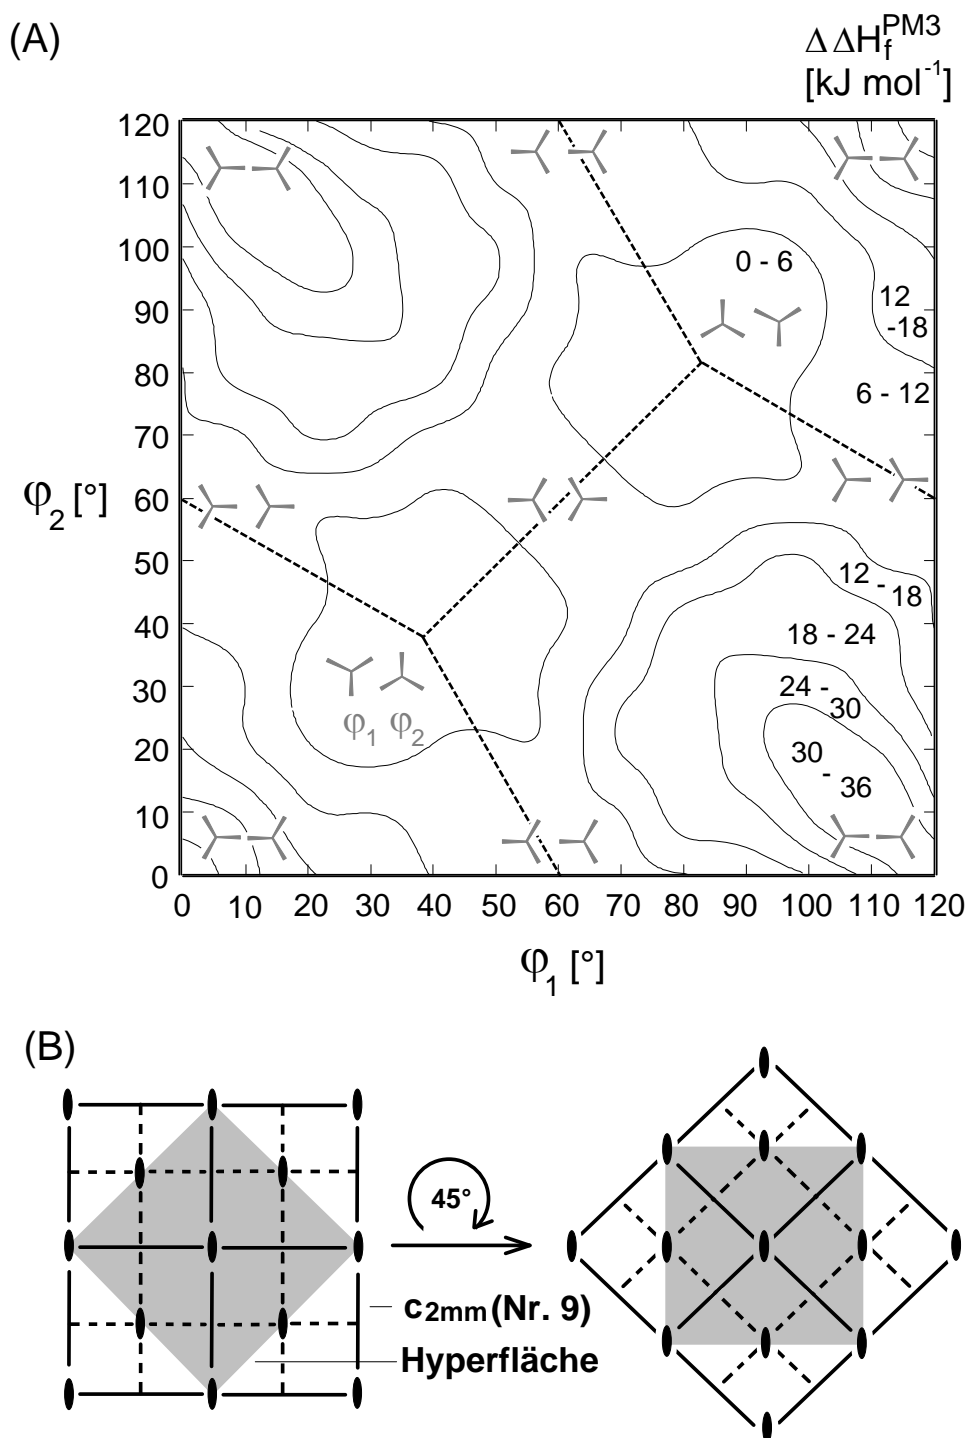 (A)
ΔΔH_f^PM3
[kJ mol^-1]
120
110
100
90
80
70
60
50
40
30
20
10
0
φ2 [°]
0 - 6
12
-18
6 - 12
12 - 18
18 - 24
24 - 30
30 - 36
φ1 φ2
0 10 20 30 40 50 60 70 80 90 100 110 120
φ1 [°]
(B)
45°
c2mm (Nr. 9)
Hyperfläche